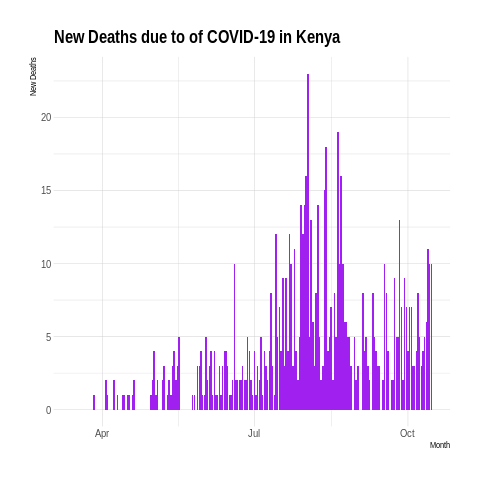 New Deaths due to of COVID-19 in Kenya
New Deaths
20
15
10
5
0
Apr
Jul
Oct
Month